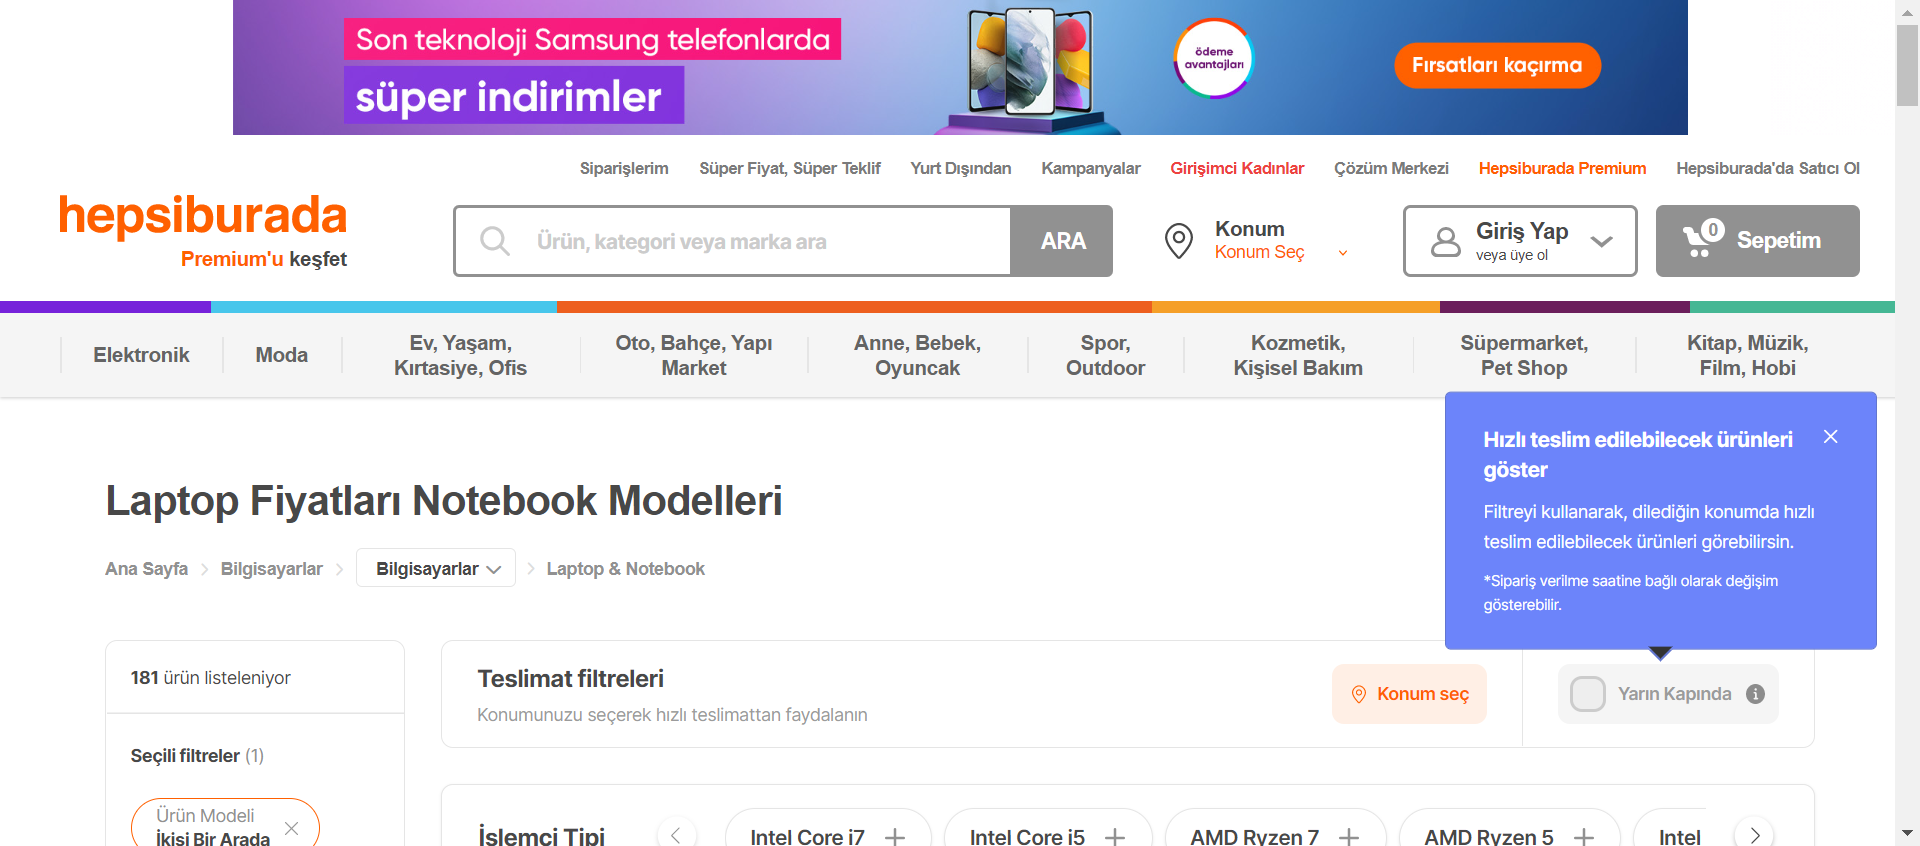 Son teknoloji Samsung telefonlarda
süper indirimler
ödeme
avantajları
Fırsatları kaçırma
Siparişlerim
Süper Fiyat, Süper Teklif
Yurt Dışından
Kampanyalar
Girişimci Kadınlar
Çözüm Merkezi
Hepsiburada Premium
Hepsiburada'da Satıcı Ol
hepsiburada
Premium'u keşfet
Ürün, kategori veya marka ara
ARA
Konum
Konum Seç
Giriş Yap
veya üye ol
0
Sepetim
Elektronik
Moda
Ev, Yaşam,
Kırtasiye, Ofis
Oto, Bahçe, Yapı
Market
Anne, Bebek,
Oyuncak
Spor,
Outdoor
Kozmetik,
Kişisel Bakım
Süpermarket,
Pet Shop
Kitap, Müzik,
Film, Hobi
Hızlı teslim edilebilecek ürünleri
göster
Filtreyi kullanarak, dilediğin konumda hızlı
teslim edilebilecek ürünleri görebilirsin.
*Sipariş verilme saatine bağlı olarak değişim
gösterebilir.
Laptop Fiyatları Notebook Modelleri
Ana Sayfa
Bilgisayarlar
Bilgisayarlar
Laptop & Notebook
181 ürün listeleniyor
Seçili filtreler (1)
Ürün Modeli
İkisi Bir Arada
Teslimat filtreleri
Konumunuzu seçerek hızlı teslimattan faydalanın
Konum seç
Yarın Kapında
İşlemci Tipi
Intel Core i7
Intel Core i5
AMD Ryzen 7
AMD Ryzen 5
Intel